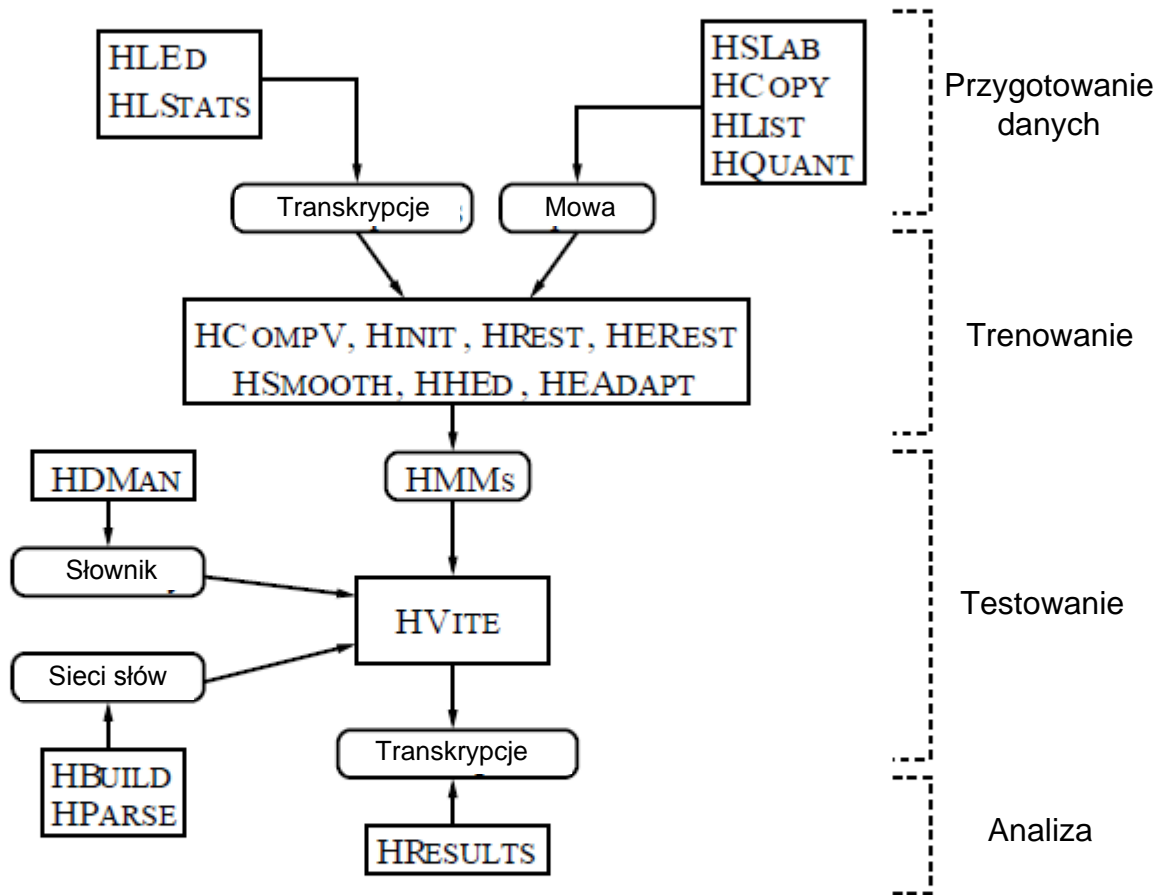 HLED
HLSTATS
HSLAB
HCOPY
HLIST
HQUANT
Przygotowanie
danych
Transkrypcje
Mowa
HCOMPV, HINIT, HREST, HEREST
HSMOOTH, HHED, HEADAPT
Trenowanie
HDMAN
HMMs
Słownik
HVITE
Testowanie
Sieci słów
Transkrypcje
HBUILD
HPARSE
HRESULTS
Analiza